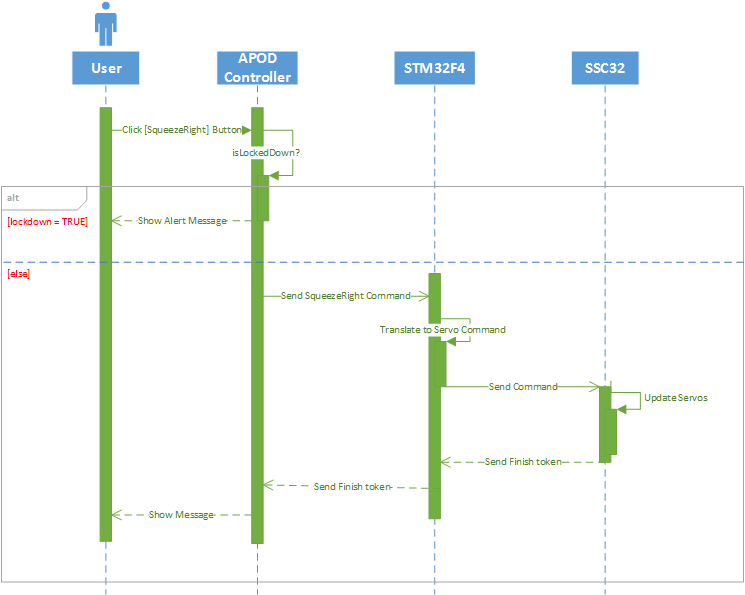 User
APOD
Controller
STM32F4
SSC32
Click [SqueezeRight] Button
isLockedDown?
alt
[lockdown = TRUE]
Show Alert Message
[else]
Send SqueezeRight Command
Translate to Servo Command
Send Command
Update Servos
Send Finish token
Send Finish token
Show Message